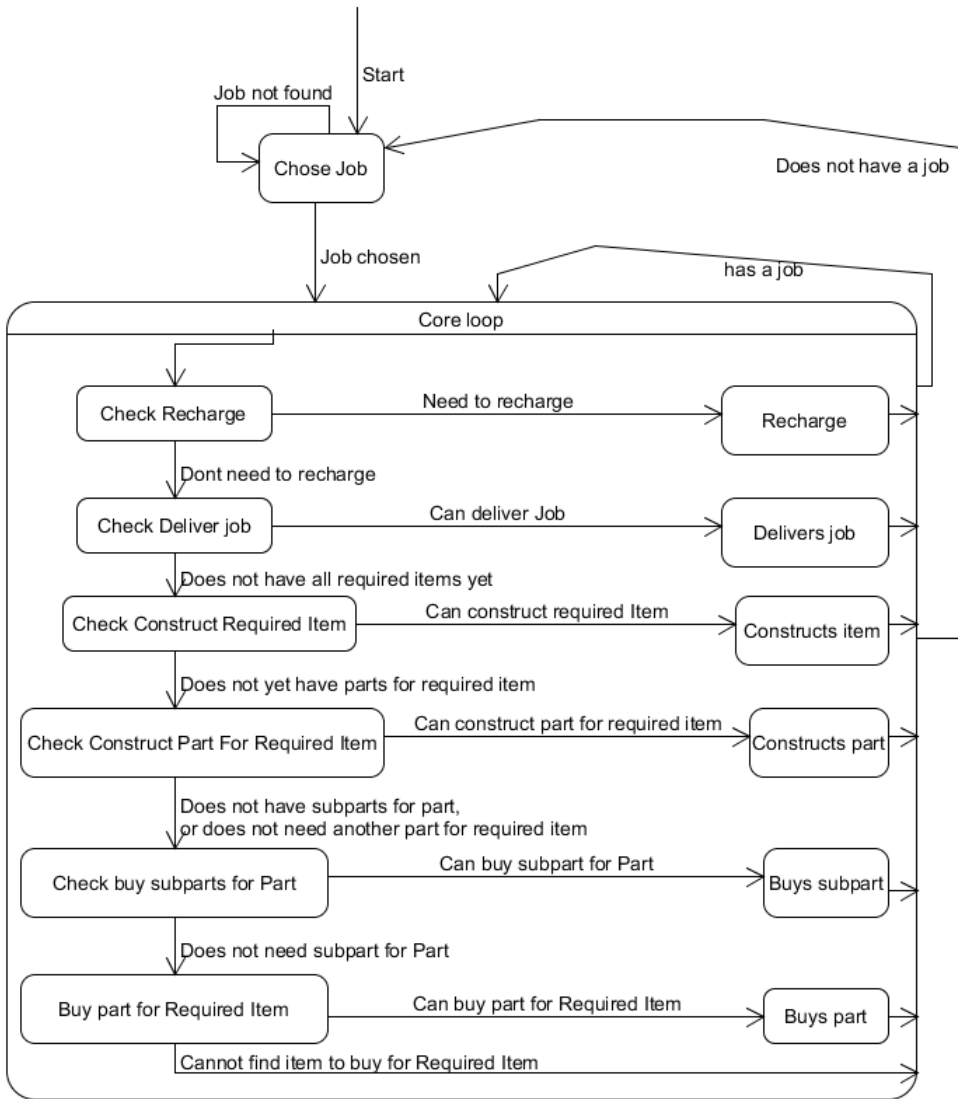 Start
Job not found
Chose Job
Does not have a job
Job chosen
has a job
Core loop
Check Recharge
Need to recharge
Recharge
Dont need to recharge
Check Deliver job
Can deliver Job
Delivers job
Does not have all required items yet
Check Construct Required Item
Can construct required Item
Constructs item
Does not yet have parts for required item
Check Construct Part For Required Item
Can construct part for required item
Constructs part
Does not have subparts for part,
or does not need another part for required item
Check buy subparts for Part
Can buy subpart for Part
Buys subpart
Does not need subpart for Part
Buy part for Required Item
Can buy part for Required Item
Buys part
Cannot find item to buy for Required Item